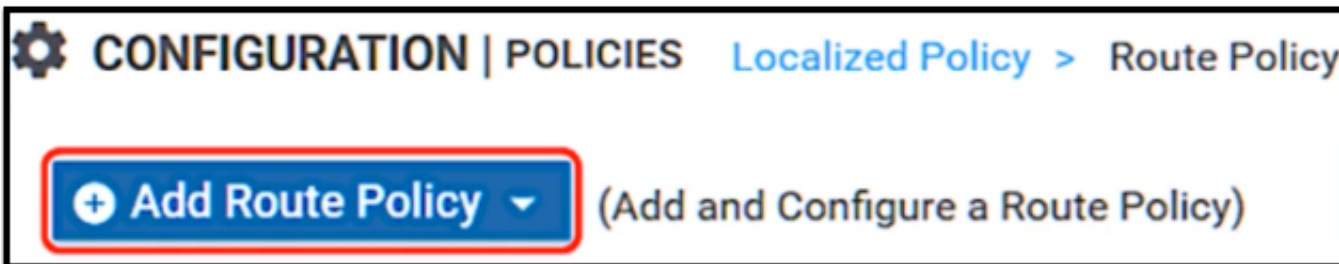 CONFIGURATION | POLICIES Localized Policy > Route Policy
Add Route Policy (Add and Configure a Route Policy)